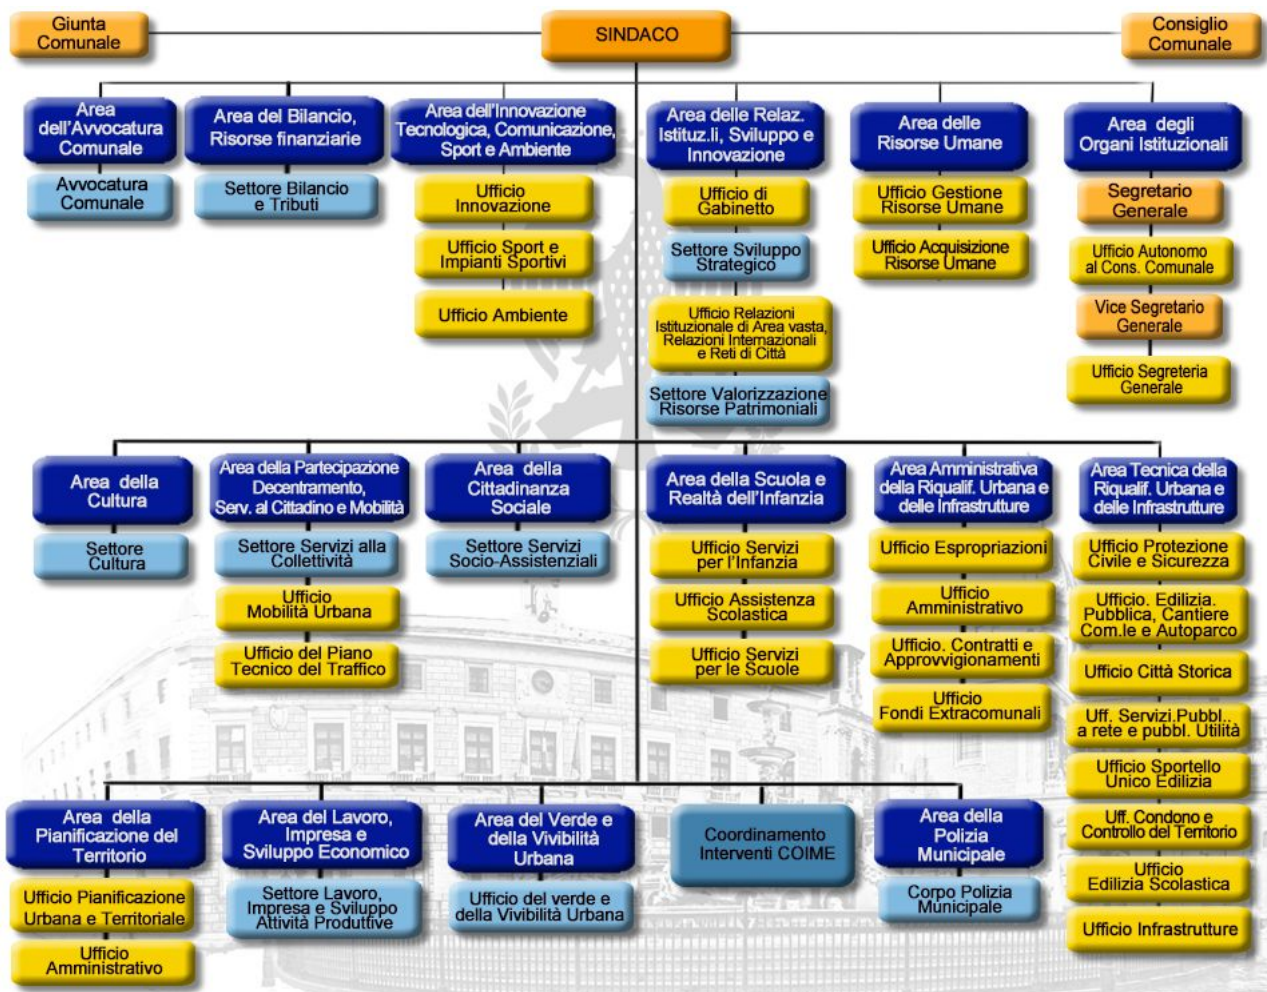 Giunta
Comunale
SINDACO
Consiglio
Comunale
Area
dell'Avvocatura
Comunale
Avvocatura
Comunale
Area del Bilancio,
Risorse finanziarie
Settore Bilancio
e Tributi
Area dell'Innovazione
Tecnologica, Comunicazione,
Sport e Ambiente
Ufficio
Innovazione
Ufficio Sport e
Impianti Sportivi
Ufficio Ambiente
Area delle Relaz.
Istituz.li, Sviluppo e
Innovazione
Ufficio di
Gabinetto
Settore Sviluppo
Strategico
Ufficio Relazioni
Istituzionale di Area vasta,
Relazioni Internazionali
e Reti di Città
Settore Valorizzazione
Risorse Patrimoniali
Area delle
Risorse Umane
Ufficio Gestione
Risorse Umane
Ufficio Acquisizione
Risorse Umane
Area degli
Organi Istituzionali
Segretario
Generale
Ufficio Autonomo
al Cons. Comunale
Vice Segretario
Generale
Ufficio Segreteria
Generale
Area della
Cultura
Settore
Cultura
Area della Partecipazione
Decentramento,
Serv. al Cittadino e Mobilità
Settore Servizi alla
Collettività
Ufficio
Mobilità Urbana
Ufficio del Piano
Tecnico del Traffico
Area della
Cittadinanza
Sociale
Settore Servizi
Socio-Assistenziali
Area della Scuola e
Realtà dell'Infanzia
Ufficio Servizi
per l'Infanzia
Ufficio Assistenza
Scolastica
Ufficio Servizi
per le Scuole
Area Amministrativa
della Riqualif. Urbana e
delle Infrastrutture
Ufficio Espropriazioni
Ufficio
Amministrativo
Ufficio. Contratti e
Approvvigionamenti
Ufficio
Fondi Extracomunali
Area Tecnica della
Riqualif. Urbana e
delle Infrastrutture
Ufficio Protezione
Civile e Sicurezza
Ufficio. Edilizia.
Pubblica, Cantiere
Com.le e Autoparco
Ufficio Città Storica
Uff. Servizi.Pubbl..
a rete e pubbl. Utilità
Ufficio Sportello
Unico Edilizia
Uff. Condono e
Controllo del Territorio
Ufficio
Edilizia Scolastica
Ufficio Infrastrutture
Area della
Pianificazione del
Territorio
Ufficio Pianificazione
Urbana e Territoriale
Ufficio
Amministrativo
Area del Lavoro,
Impresa e
Sviluppo Economico
Settore Lavoro,
Impresa e Sviluppo
Attività Produttive
Area del Verde e
della Vivibilità
Urbana
Ufficio del verde e
della Vivibilità Urbana
Coordinamento
Interventi COIME
Area della
Polizia
Municipale
Corpo Polizia
Municipale